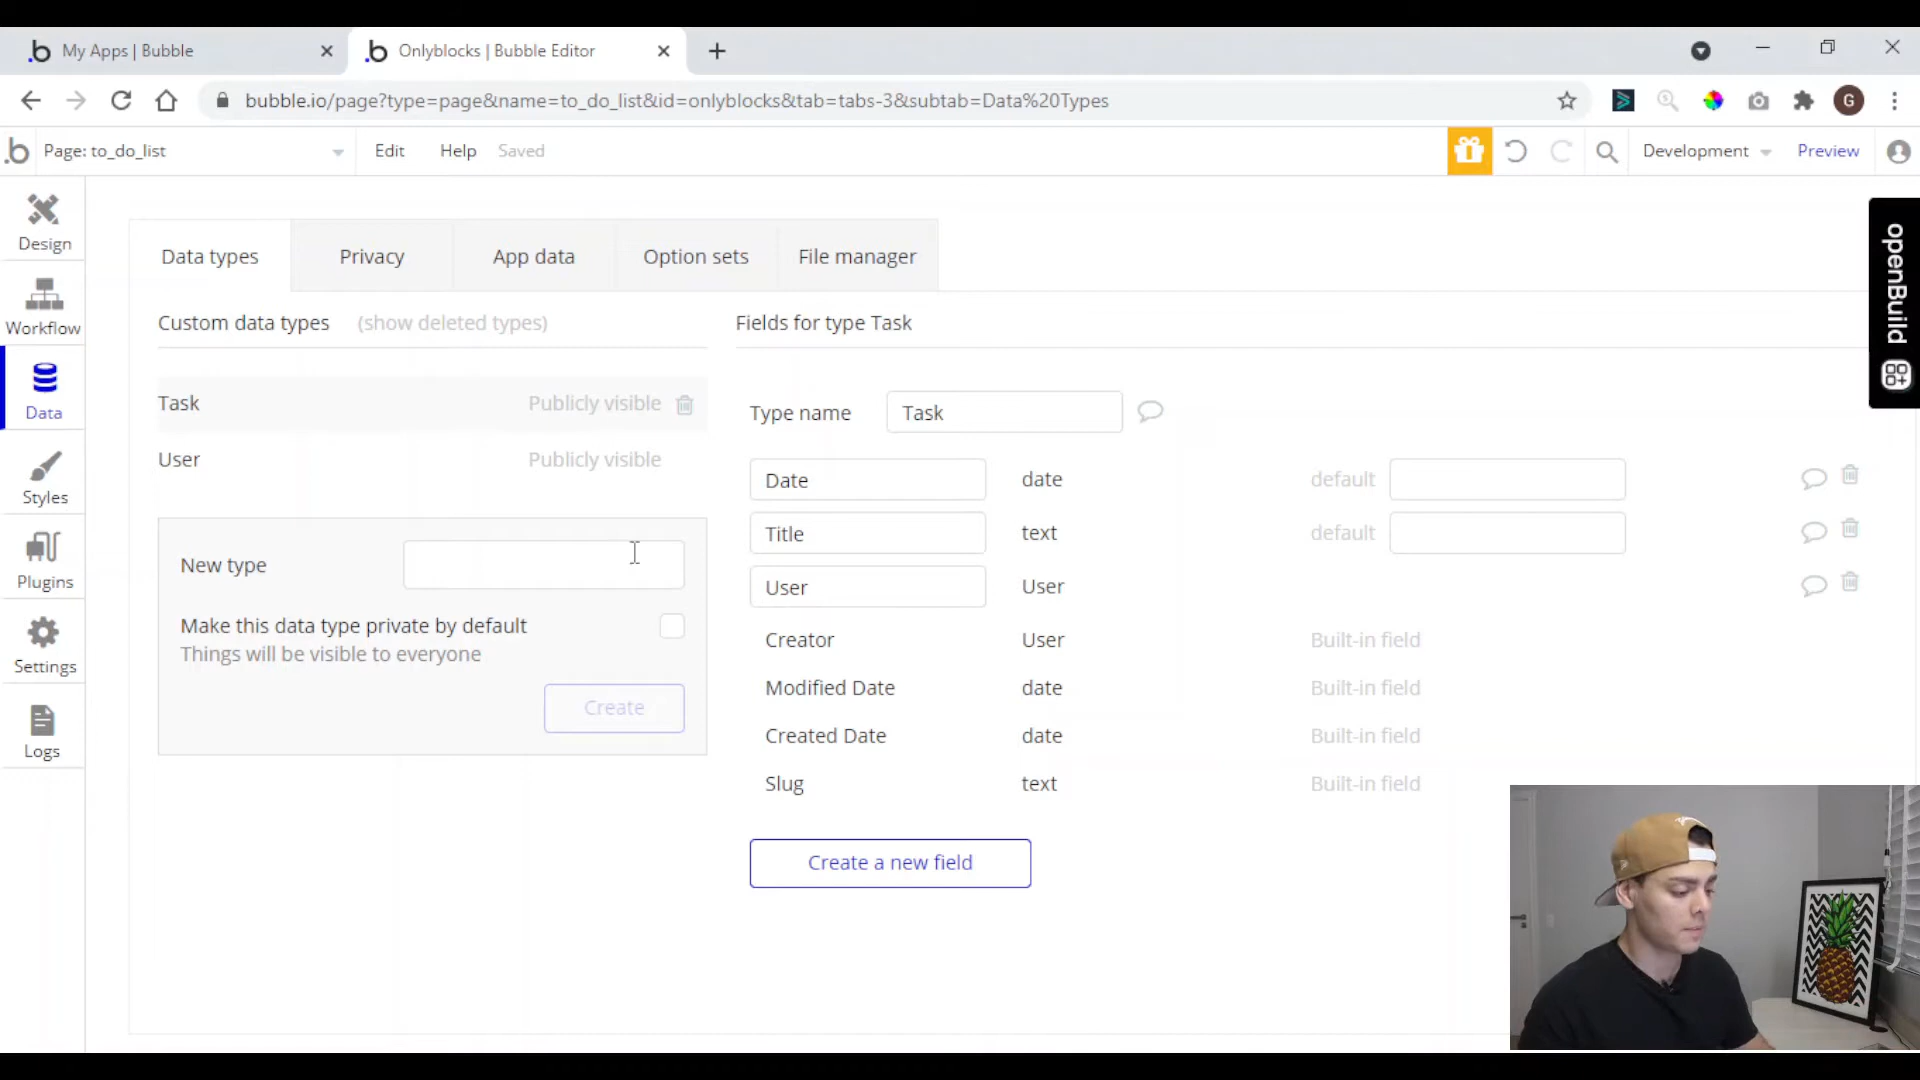 My Apps | Bubble
Onlyblocks | Bubble Editor
bubble.io/page?type=page&name=to_do_list&id=onlyblocks&tab=tabs-3&subtab=Data%20Types
G
Page: to_do_list
Edit
Help
Saved
Development
Preview
Design
Workflow
Data
Styles
Plugins
Settings
Logs
Data types
Privacy
App data
Option sets
File manager
Custom data types (show deleted types)
Task Publicly visible
User Publicly visible
New type
Make this data type private by default
Things will be visible to everyone
Create
Fields for type Task
Type name Task
Date date default
Title text default
User User
Creator User Built-in field
Modified Date date Built-in field
Created Date date Built-in field
Slug text Built-in field
Create a new field
openBuild